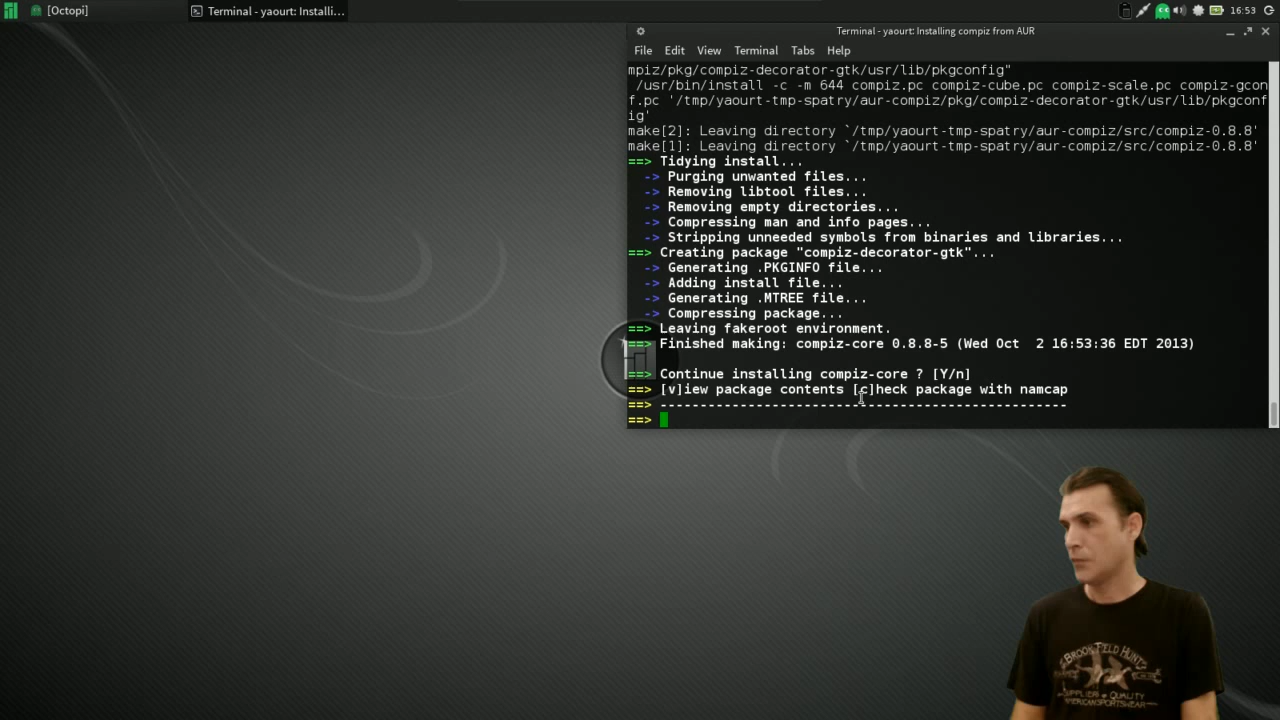 [Octopi]
Terminal - yaourt: Installi...
16:53
Terminal - yaourt: Installing compiz from AUR
File Edit View Terminal Tabs Help
mpiz/pkg/compiz-decorator-gtk/usr/lib/pkgconfig"
/usr/bin/install -c -m 644 compiz.pc compiz-cube.pc compiz-scale.pc compiz-gcon
f.pc '/tmp/yaourt-tmp-spatry/aur-compiz/pkg/compiz-decorator-gtk/usr/lib/pkgconf
ig'
make[2]: Leaving directory `/tmp/yaourt-tmp-spatry/aur-compiz/src/compiz-0.8.8'
make[1]: Leaving directory `/tmp/yaourt-tmp-spatry/aur-compiz/src/compiz-0.8.8'
==> Tidying install...
-> Purging unwanted files...
-> Removing libtool files...
-> Removing empty directories...
-> Compressing man and info pages...
-> Stripping unneeded symbols from binaries and libraries...
==> Creating package "compiz-decorator-gtk"...
-> Generating .PKGINFO file...
-> Adding install file...
-> Generating .MTREE file...
-> Compressing package...
==> Leaving fakeroot environment.
==> Finished making: compiz-core 0.8.8-5 (Wed Oct  2 16:53:36 EDT 2013)
==> Continue installing compiz-core ? [Y/n]
==> [v]iew package contents [c]heck package with namcap
==> ---------------------------------------------------
==>
BROOKFIELD HUNT
SUPPLIERS of QUALITY
AMERICAN SPORTSWEAR